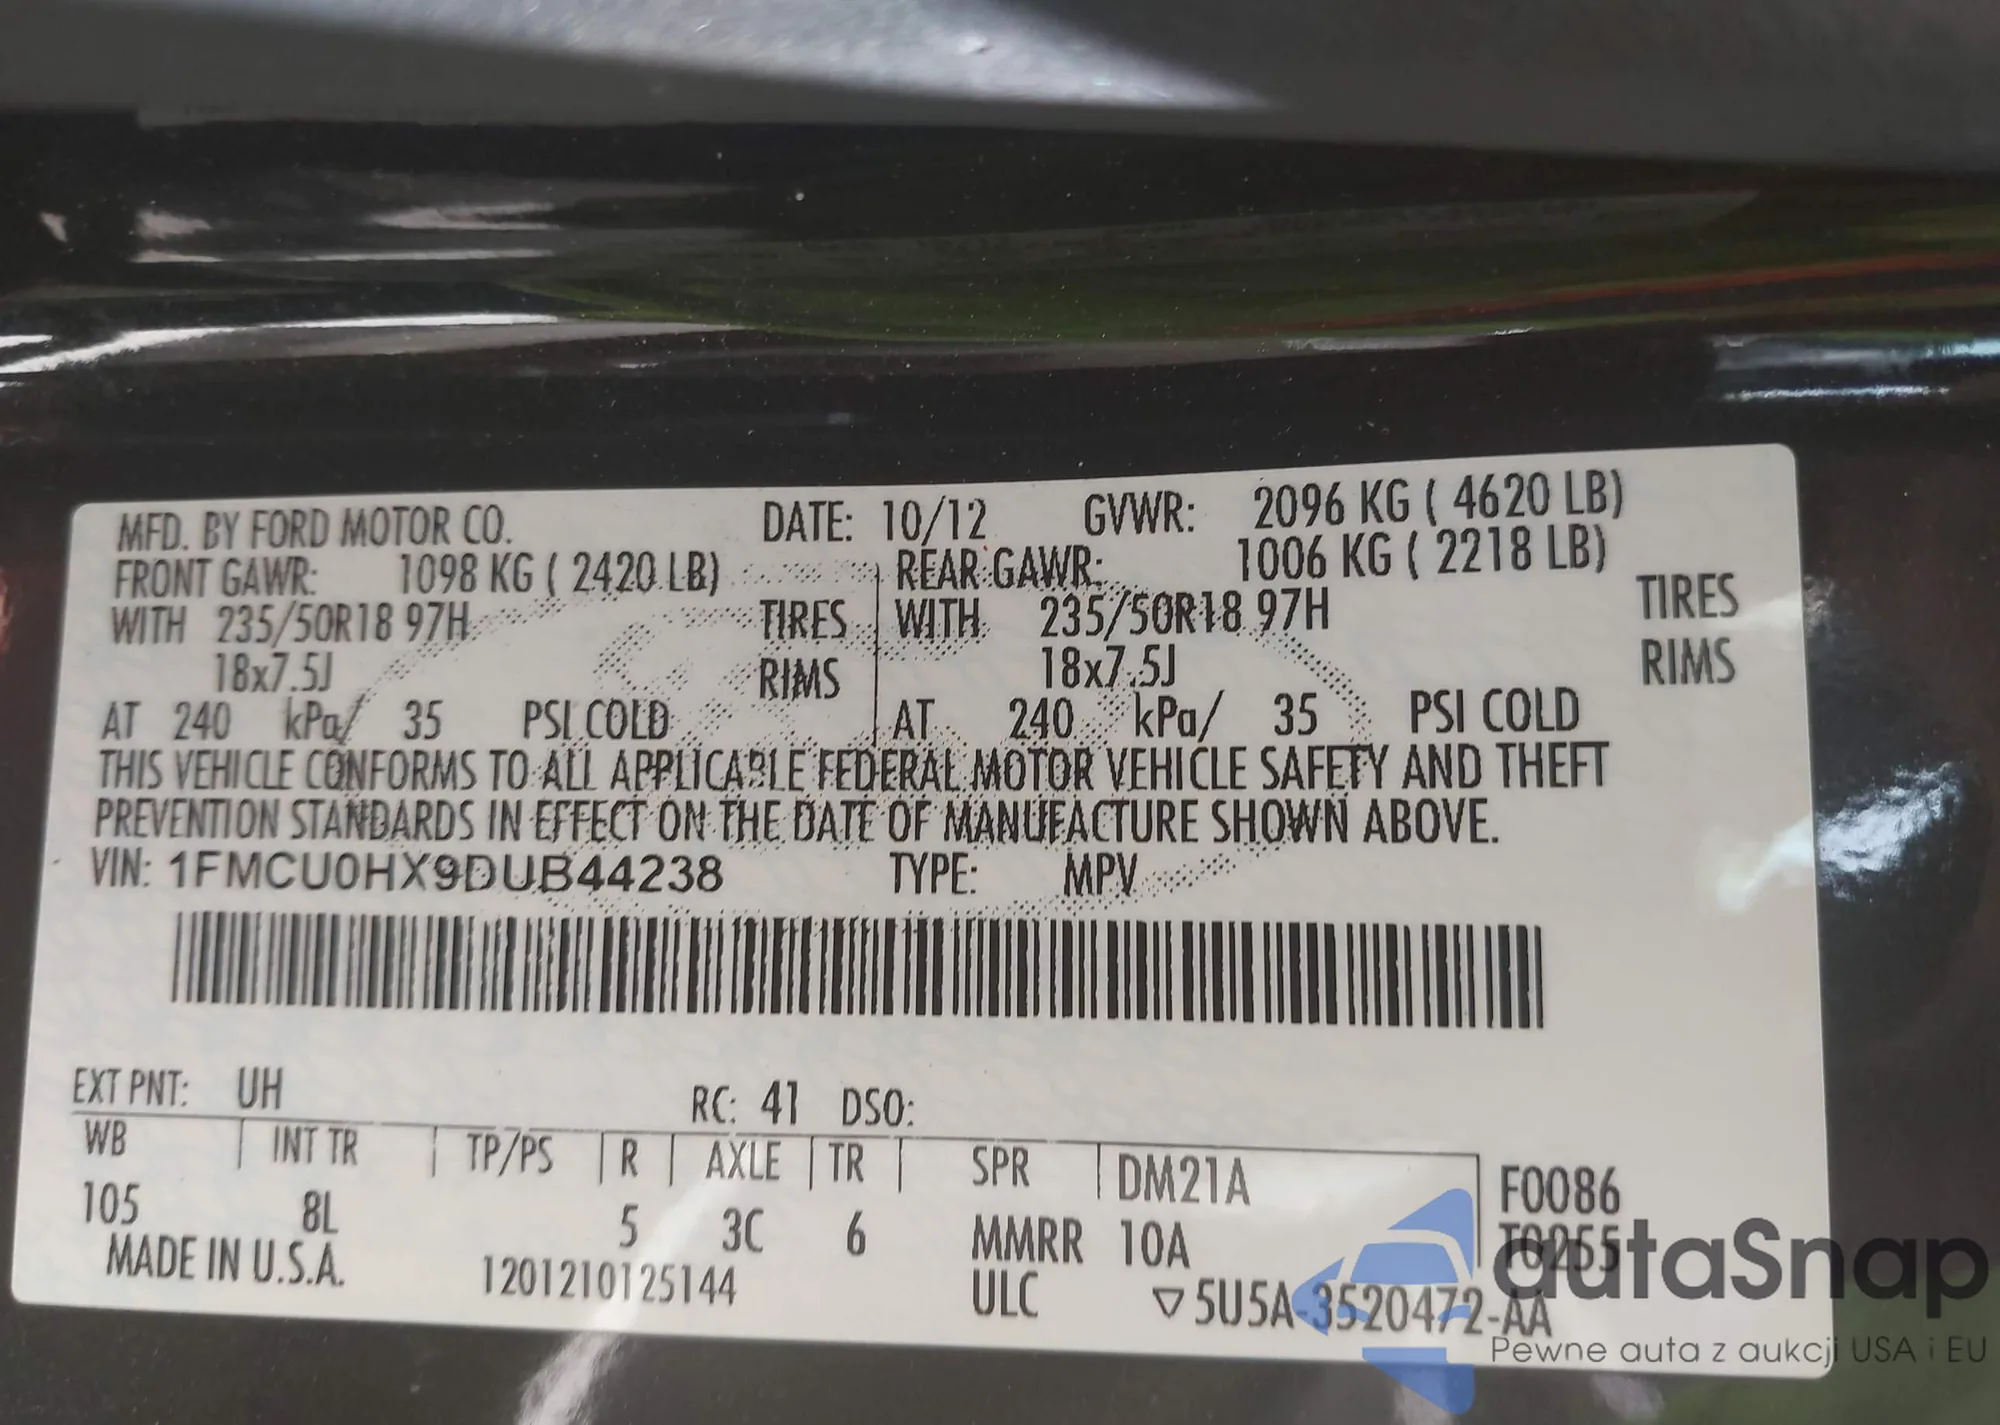 MFD. BY FORD MOTOR CO. DATE: 10/12 GVWR: 2096 KG ( 4620 LB)
FRONT GAWR: 1098 KG ( 2420 LB) REAR GAWR: 1006 KG ( 2218 LB)
WITH 235/50R18 97H TIRES WITH 235/50R18 97H TIRES
18x7.5J RIMS 18x7.5J RIMS
AT 240 kPa/ 35 PSI COLD AT 240 kPa/ 35 PSI COLD
THIS VEHICLE CONFORMS TO ALL APPLICABLE FEDERAL MOTOR VEHICLE SAFETY AND THEFT
PREVENTION STANDARDS IN EFFECT ON THE DATE OF MANUFACTURE SHOWN ABOVE.
VIN: 1FMCU0HX9DUB44238 TYPE: MPV
EXT PNT: UH RC: 41 DSO:
WB INT TR TP/PS R AXLE TR SPR DM21A F0086
105 8L 5 3C 6 MMRR 10A T0255
MADE IN U.S.A. 1201210125144 ULC ▽5U5A-3520472-AA
autaSnap
Pewne auta z aukcji USA i EU